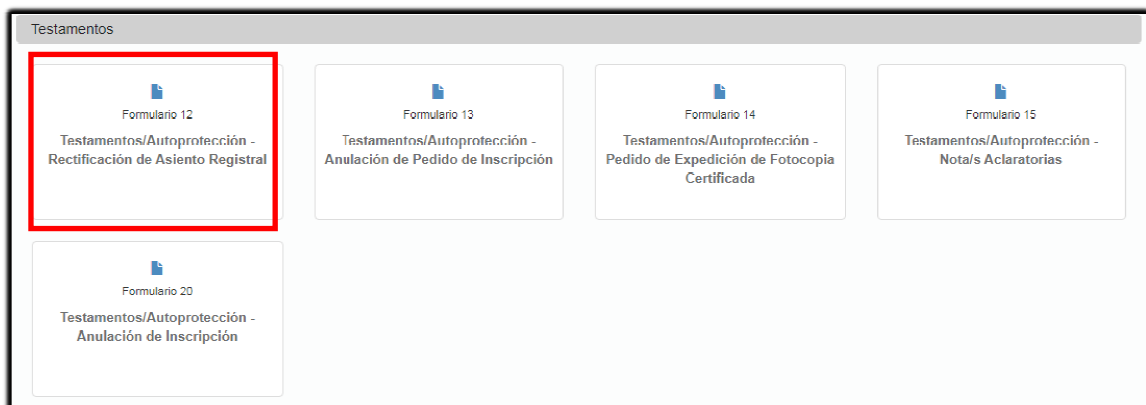 Testamentos
Formulario 12
Testamentos/Autoprotección -
Rectificación de Asiento Registral
Formulario 13
Testamentos/Autoprotección -
Anulación de Pedido de Inscripción
Formulario 14
Testamentos/Autoprotección -
Pedido de Expedición de Fotocopia
Certificada
Formulario 15
Testamentos/Autoprotección -
Nota/s Aclaratorias
Formulario 20
Testamentos/Autoprotección -
Anulación de Inscripción